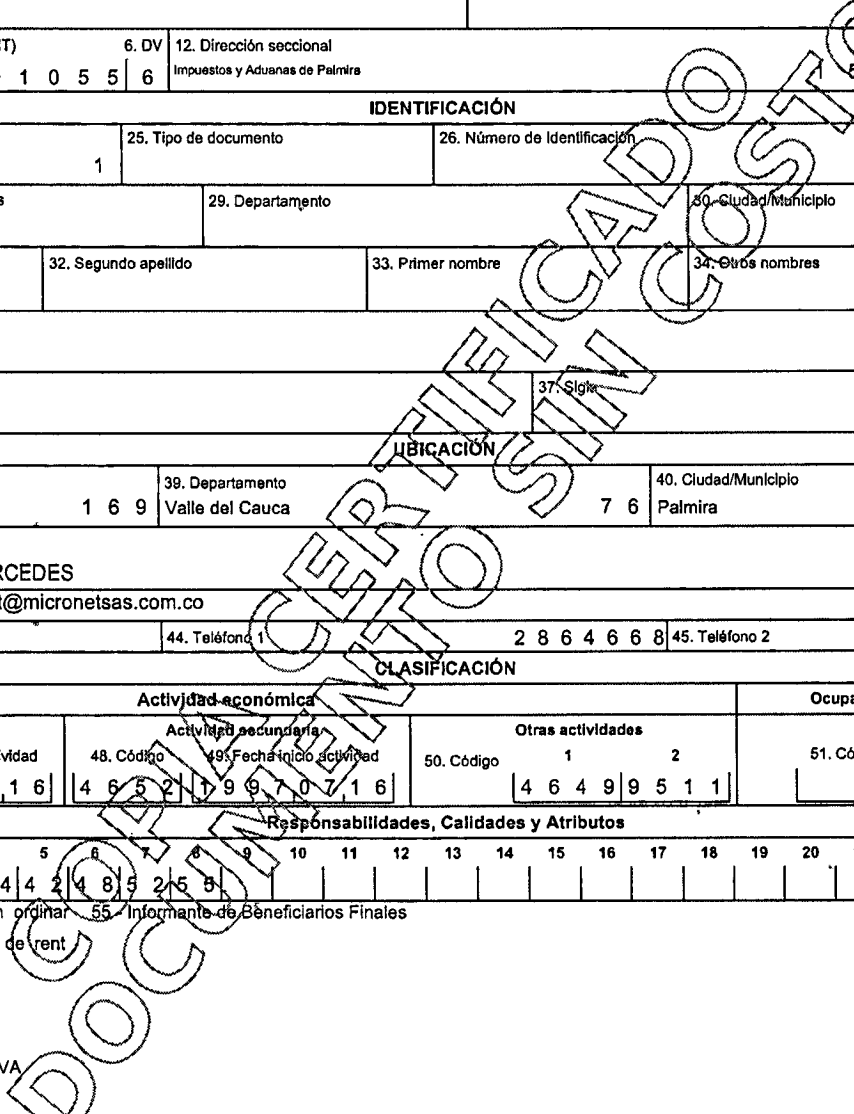 T) 6. DV 12. Dirección seccional
1 0 5 5 6 Impuestos y Aduanas de Palmira
IDENTIFICACIÓN
25. Tipo de documento 26. Número de Identificación
1
29. Departamento 30. Ciudad/Municipio
32. Segundo apellido 33. Primer nombre 34. Otros nombres
37. Sigla
UBICACIÓN
39. Departamento 40. Ciudad/Municipio
1 6 9 Valle del Cauca 7 6 Palmira
RCEDES
t@micronetsas.com.co
44. Teléfono 1 2 8 6 4 6 6 8 45. Teléfono 2
CLASIFICACIÓN
Actividad económica Ocupa
Actividad secundaria Otras actividades
vidad 48. Código 49. Fecha inicio actividad 50. Código 1 2 51. Có
1 6 4 6 5 2 1 9 9 7 0 7 1 6 4 6 4 9 9 5 1 1
Responsabilidades, Calidades y Atributos
5 6 7 8 9 10 11 12 13 14 15 16 17 18 19 20
4 4 2 4 8 5 2 5 5
n ordinar 55 - Informante de Beneficiarios Finales
de rent
VA
COPIA CERTIFICADO
DOCUMENTO SIN COSTO